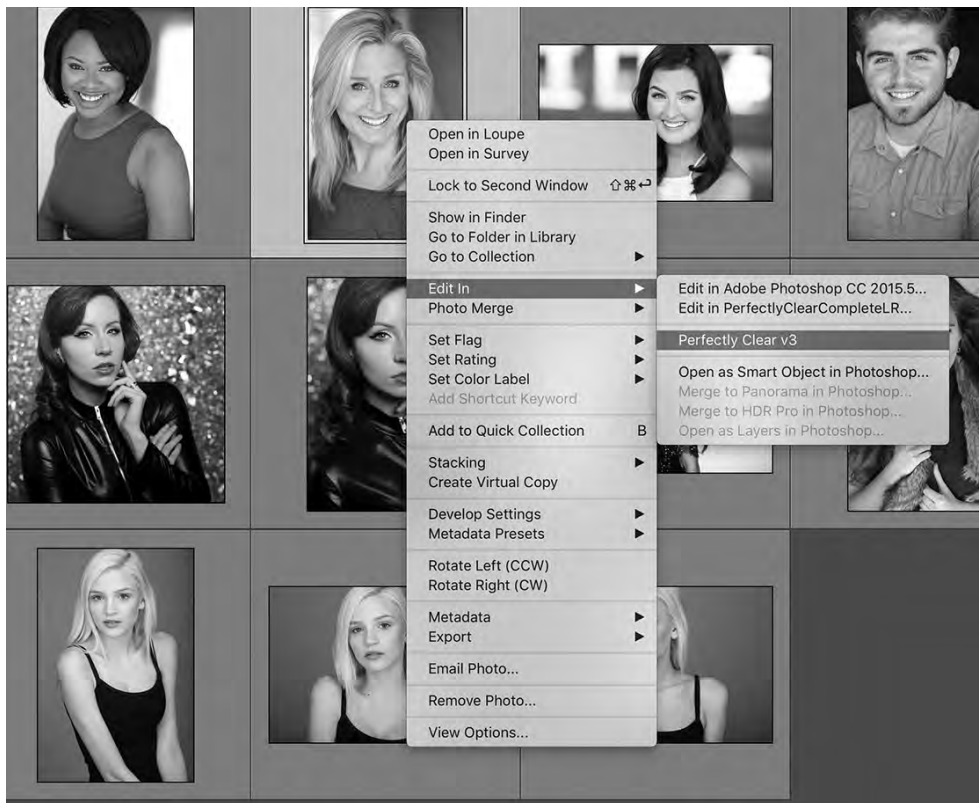 Open in Loupe
Open in Survey
Lock to Second Window ⇧⌘↩
Show in Finder
Go to Folder in Library
Go to Collection ▶
Edit In ▶
Photo Merge ▶
Set Flag ▶
Set Rating ▶
Set Color Label ▶
Add Shortcut Keyword
Add to Quick Collection B
Stacking ▶
Create Virtual Copy
Develop Settings ▶
Metadata Presets ▶
Rotate Left (CCW)
Rotate Right (CW)
Metadata ▶
Export ▶
Email Photo...
Remove Photo...
View Options...
Edit in Adobe Photoshop CC 2015.5...
Edit in PerfectlyClearCompleteLR...
Perfectly Clear v3
Open as Smart Object in Photoshop...
Merge to Panorama in Photoshop...
Merge to HDR Pro in Photoshop...
Open as Layers in Photoshop...